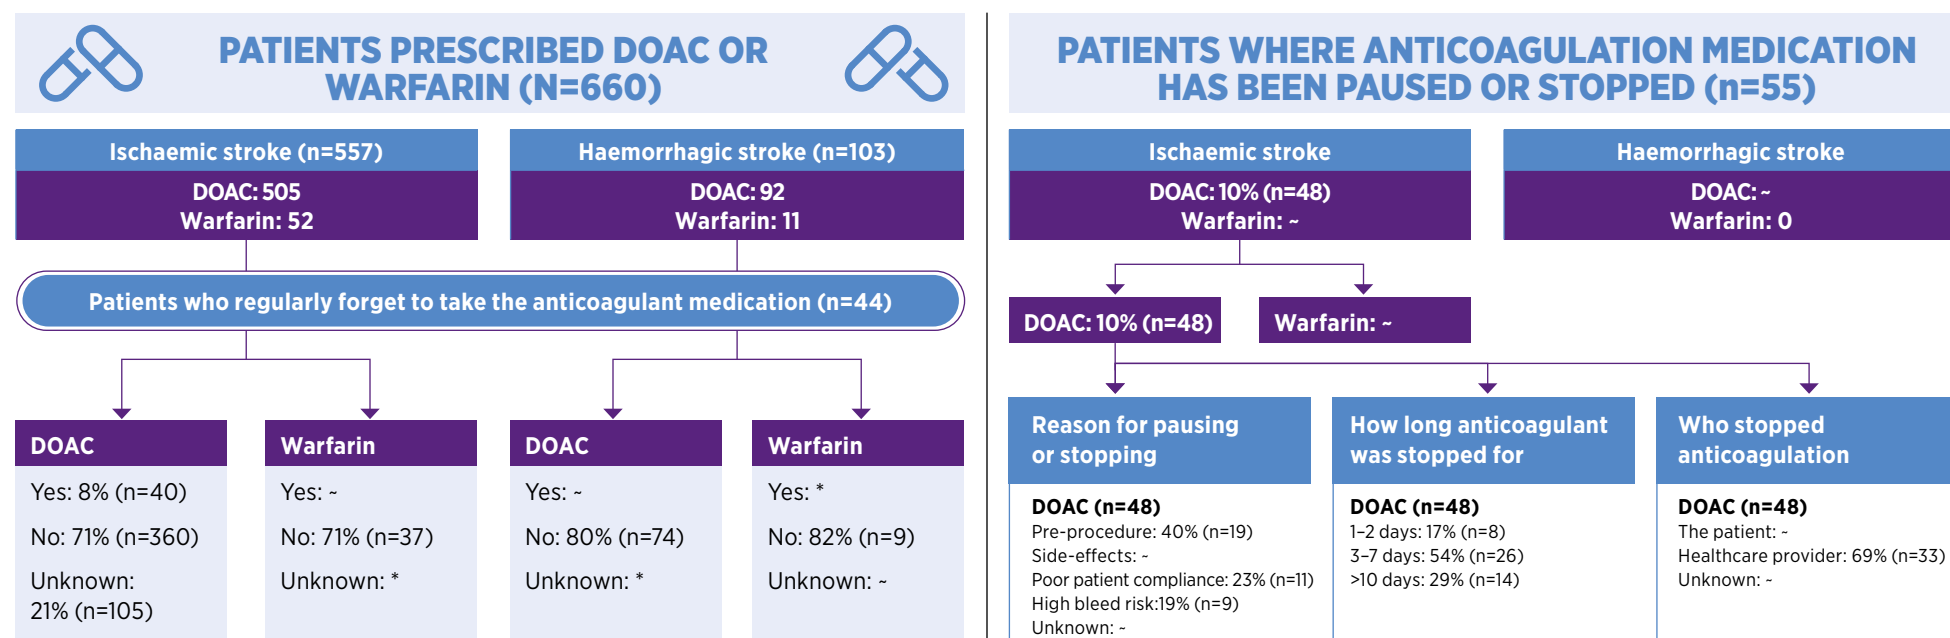 PATIENTS PRESCRIBED DOAC OR
WARFARIN (N=660)
Ischaemic stroke (n=557)
DOAC: 505
Warfarin: 52
Haemorrhagic stroke (n=103)
DOAC: 92
Warfarin: 11
Patients who regularly forget to take the anticoagulant medication (n=44)
DOAC
Yes: 8% (n=40)
No: 71% (n=360)
Unknown:
21% (n=105)
Warfarin
Yes: ~
No: 71% (n=37)
Unknown: *
DOAC
Yes: ~
No: 80% (n=74)
Unknown: *
Warfarin
Yes: *
No: 82% (n=9)
Unknown: ~
PATIENTS WHERE ANTICOAGULATION MEDICATION
HAS BEEN PAUSED OR STOPPED (n=55)
Ischaemic stroke
DOAC: 10% (n=48)
Warfarin: ~
Haemorrhagic stroke
DOAC: ~
Warfarin: 0
DOAC: 10% (n=48)
Warfarin: ~
Reason for pausing
or stopping
DOAC (n=48)
Pre-procedure: 40% (n=19)
Side-effects: ~
Poor patient compliance: 23% (n=11)
High bleed risk:19% (n=9)
Unknown: ~
How long anticoagulant
was stopped for
DOAC (n=48)
1–2 days: 17% (n=8)
3–7 days: 54% (n=26)
>10 days: 29% (n=14)
Who stopped
anticoagulation
DOAC (n=48)
The patient: ~
Healthcare provider: 69% (n=33)
Unknown: ~